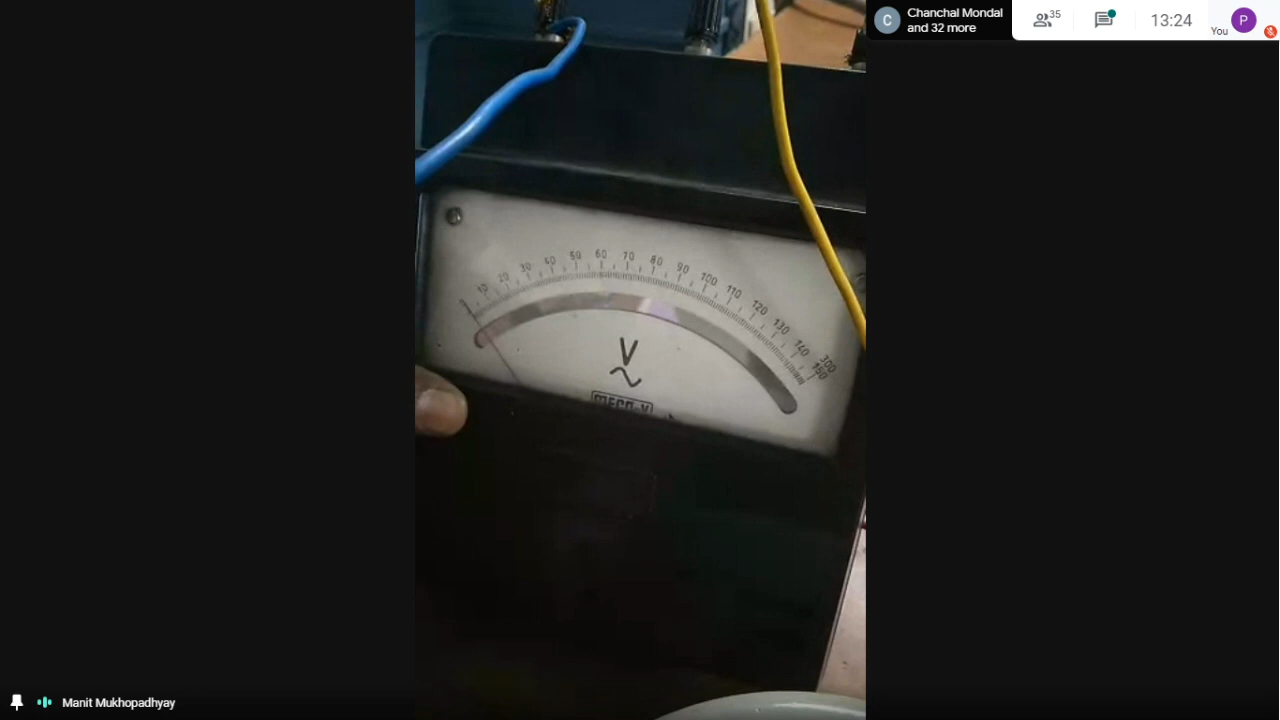 Chanchal Mondal
and 32 more
35
13:24
You
P
C
0 10 20 30 40 50 60 70 80 90 100 110 120 130 140 150
300
V
Manit Mukhopadhyay